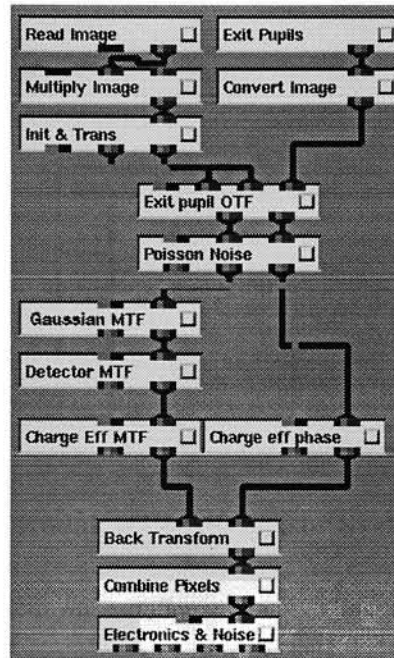 Read Image
Exit Pupils
Multiply Image
Convert Image
Init & Trans
Exit pupil OTF
Poisson Noise
Gaussian MTF
Detector MTF
Charge Eff MTF
Charge eff phase
Back Transform
Combine Pixels
Electronics & Noise